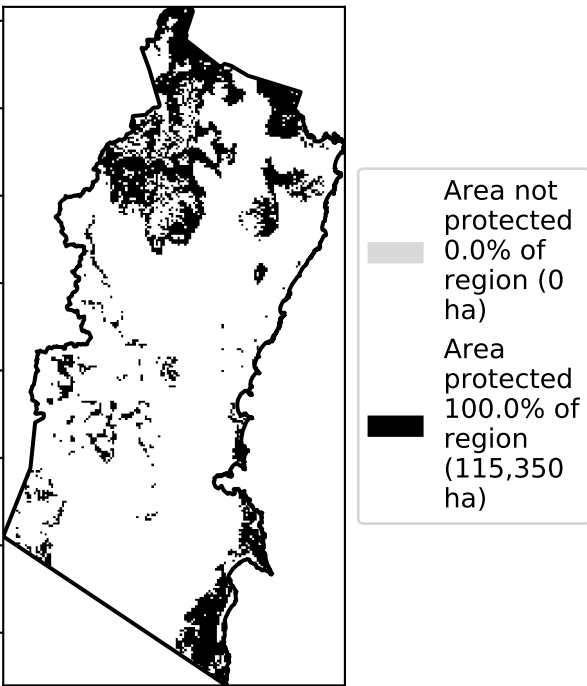 Area not
protected
0.0% of
region (0
ha)
Area
protected
100.0% of
region
(115,350
ha)